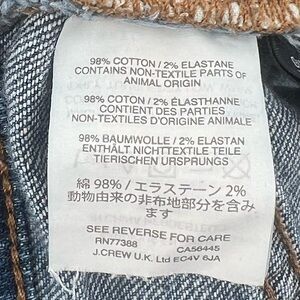 98% COTTON / 2% ELASTANE
CONTAINS NON-TEXTILE PARTS OF
ANIMAL ORIGIN
98% COTON / 2% ÉLASTHANNE
CONTIENT DES PARTIES
NON-TEXTILES D'ORIGINE ANIMALE
98% BAUMWOLLE / 2% ELASTAN
ENTHÄLT NICHTTEXTILE TEILE
TIERISCHEN URSPRUNGS
綿 98% / エラステーン 2%
動物由来の非布地部分を含み
ます
SEE REVERSE FOR CARE
RN77388 CA56445
J.CREW U.K. Ltd EC4V 6JA